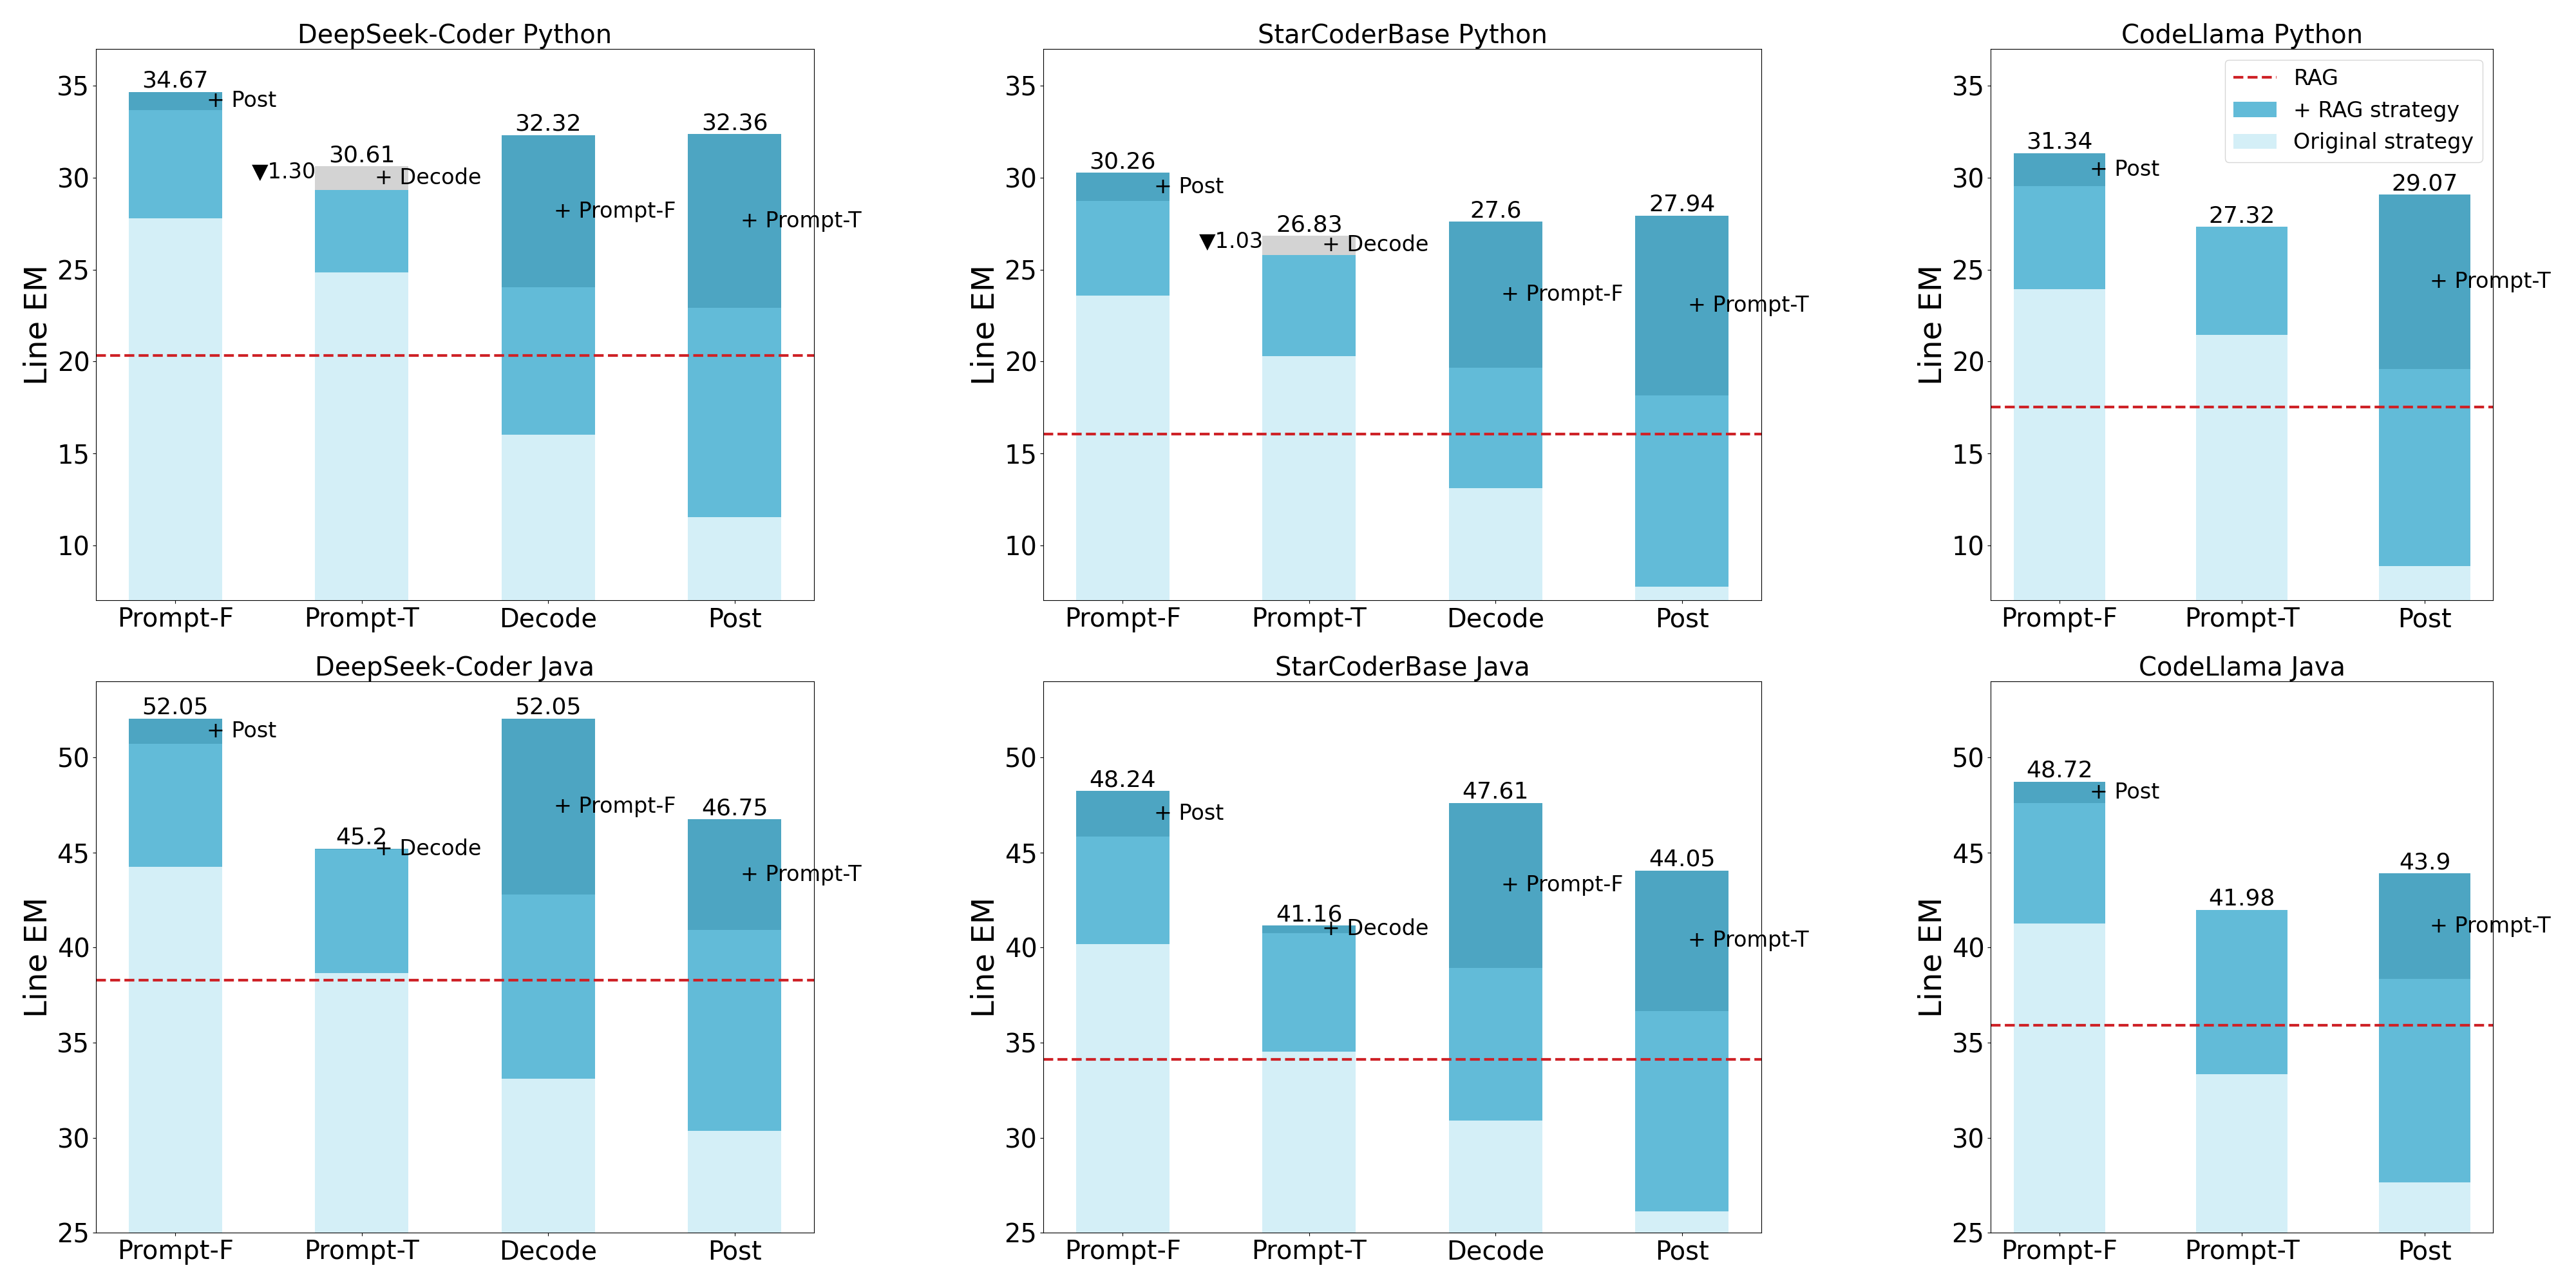 DeepSeek-Coder Python
Line EM
35
30
25
20
15
10
34.67
+ Post
▼1.30
30.61
+ Decode
32.32
+ Prompt-F
32.36
+ Prompt-T
Prompt-F
Prompt-T
Decode
Post
StarCoderBase Python
Line EM
35
30
25
20
15
10
30.26
+ Post
▼1.03
26.83
+ Decode
27.6
+ Prompt-F
27.94
+ Prompt-T
Prompt-F
Prompt-T
Decode
Post
CodeLlama Python
Line EM
35
30
25
20
15
10
RAG
+ RAG strategy
Original strategy
31.34
+ Post
27.32
29.07
+ Prompt-T
Prompt-F
Prompt-T
Post
DeepSeek-Coder Java
Line EM
50
45
40
35
30
25
52.05
+ Post
45.2
+ Decode
52.05
+ Prompt-F
46.75
+ Prompt-T
Prompt-F
Prompt-T
Decode
Post
StarCoderBase Java
Line EM
50
45
40
35
30
25
48.24
+ Post
41.16
+ Decode
47.61
+ Prompt-F
44.05
+ Prompt-T
Prompt-F
Prompt-T
Decode
Post
CodeLlama Java
Line EM
50
45
40
35
30
25
48.72
+ Post
41.98
43.9
+ Prompt-T
Prompt-F
Prompt-T
Post